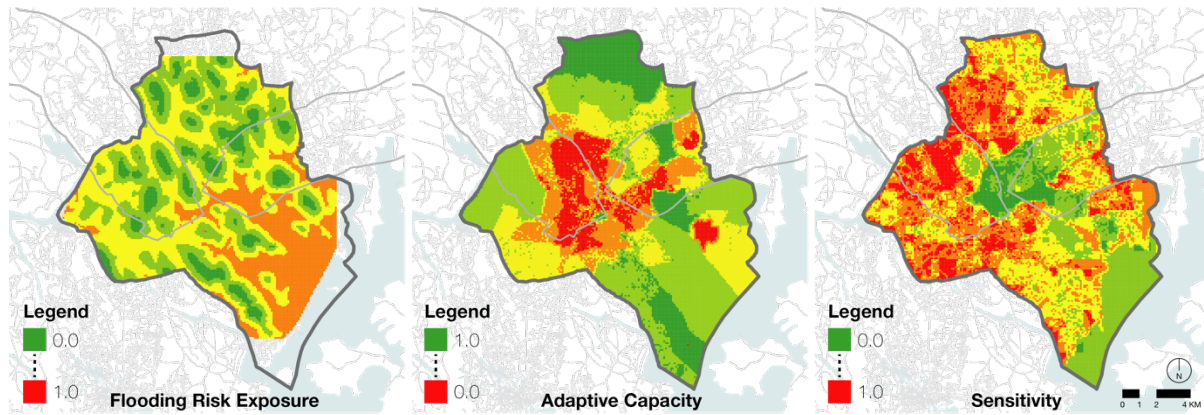 Legend
0.0
1.0
Flooding Risk Exposure
Legend
1.0
0.0
Adaptive Capacity
Legend
0.0
1.0
Sensitivity
N
0 1 2 4 KM